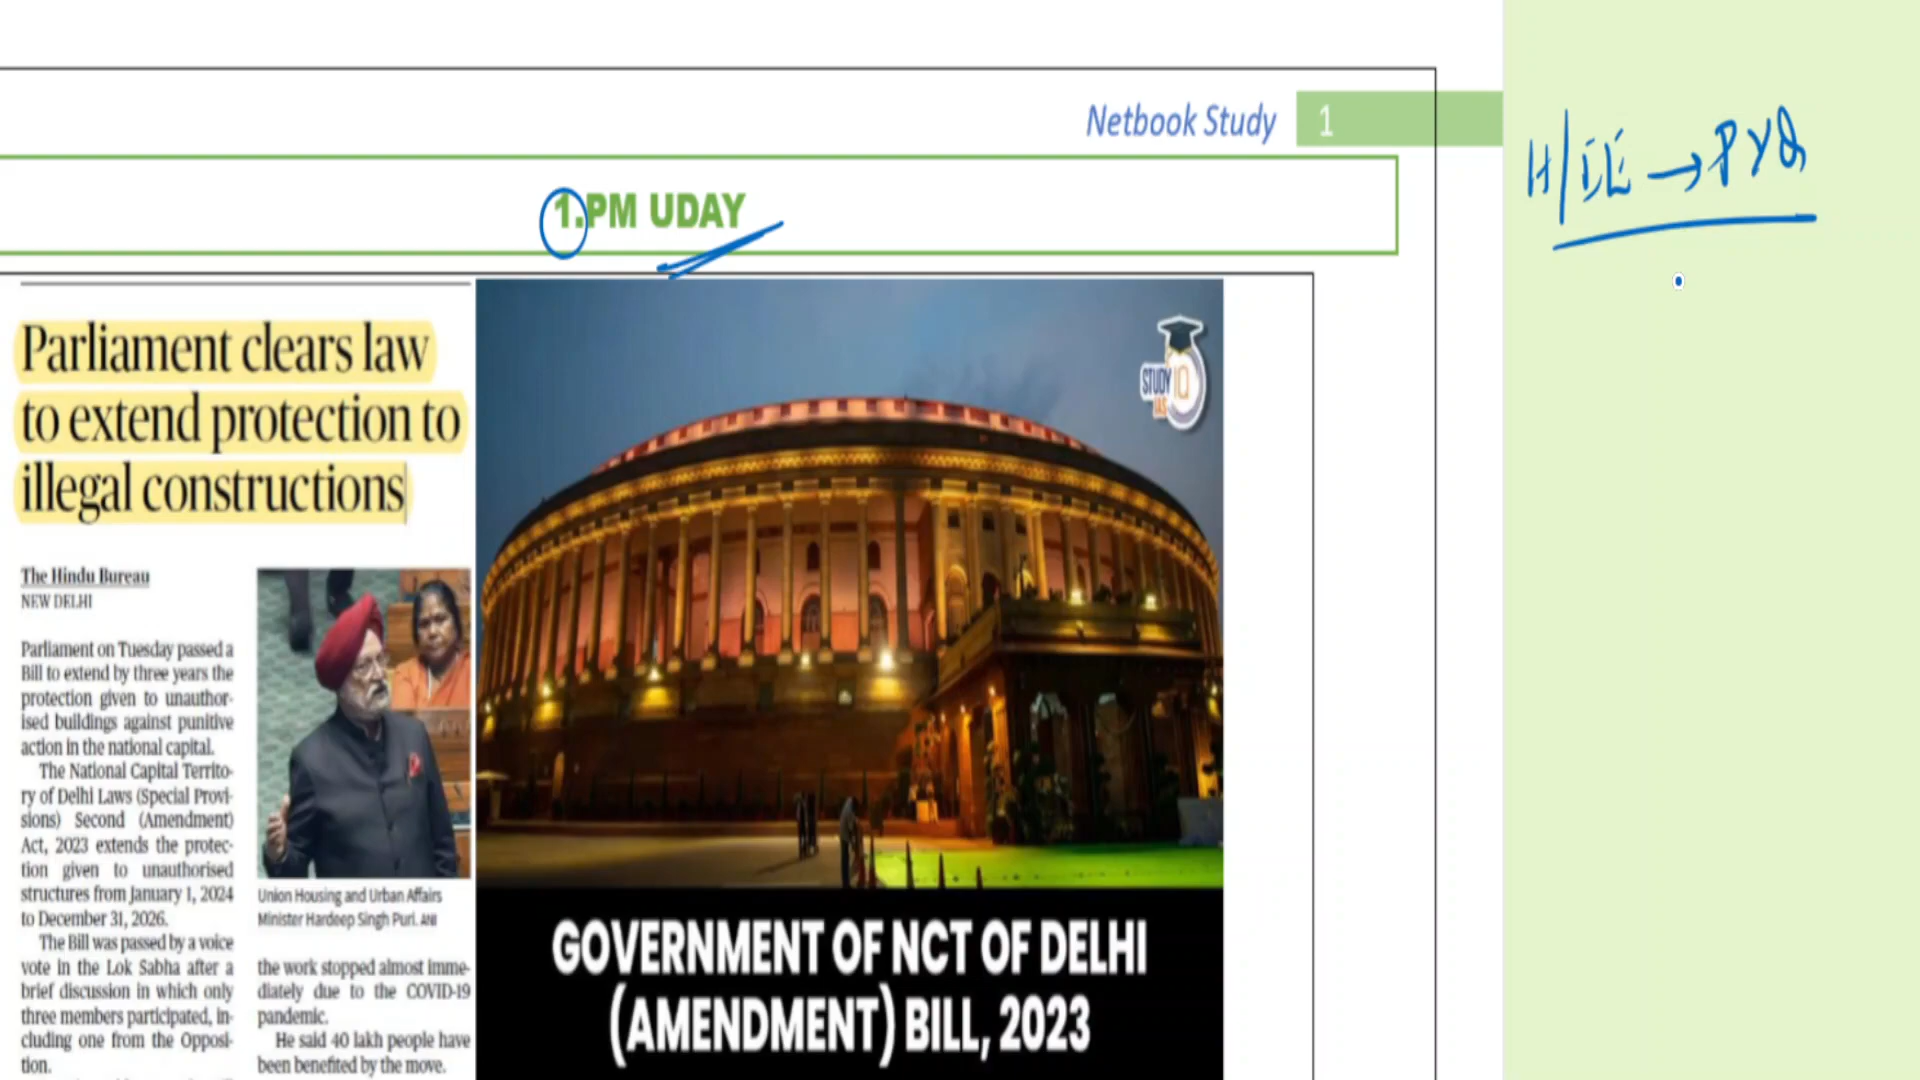 Netbook Study 1
H/IE → PYQ
1.PM UDAY
Parliament clears law
to extend protection to
illegal constructions
The Hindu Bureau
NEW DELHI
Parliament on Tuesday passed a
Bill to extend by three years the
protection given to unauthor-
ised buildings against punitive
action in the national capital.
The National Capital Territo-
ry of Delhi Laws (Special Provi-
sions) Second (Amendment)
Act, 2023 extends the protec-
tion given to unauthorised
structures from January 1, 2024
to December 31, 2026.
The Bill was passed by a voice
vote in the Lok Sabha after a
brief discussion in which only
three members participated, in-
cluding one from the Opposi-
tion.
Union Housing and Urban Affairs
Minister Hardeep Singh Puri. ANI
the work stopped almost imme-
diately due to the COVID-19
pandemic.
He said 40 lakh people have
been benefited by the move.
STUDY IQ
IAS
GOVERNMENT OF NCT OF DELHI
(AMENDMENT) BILL, 2023